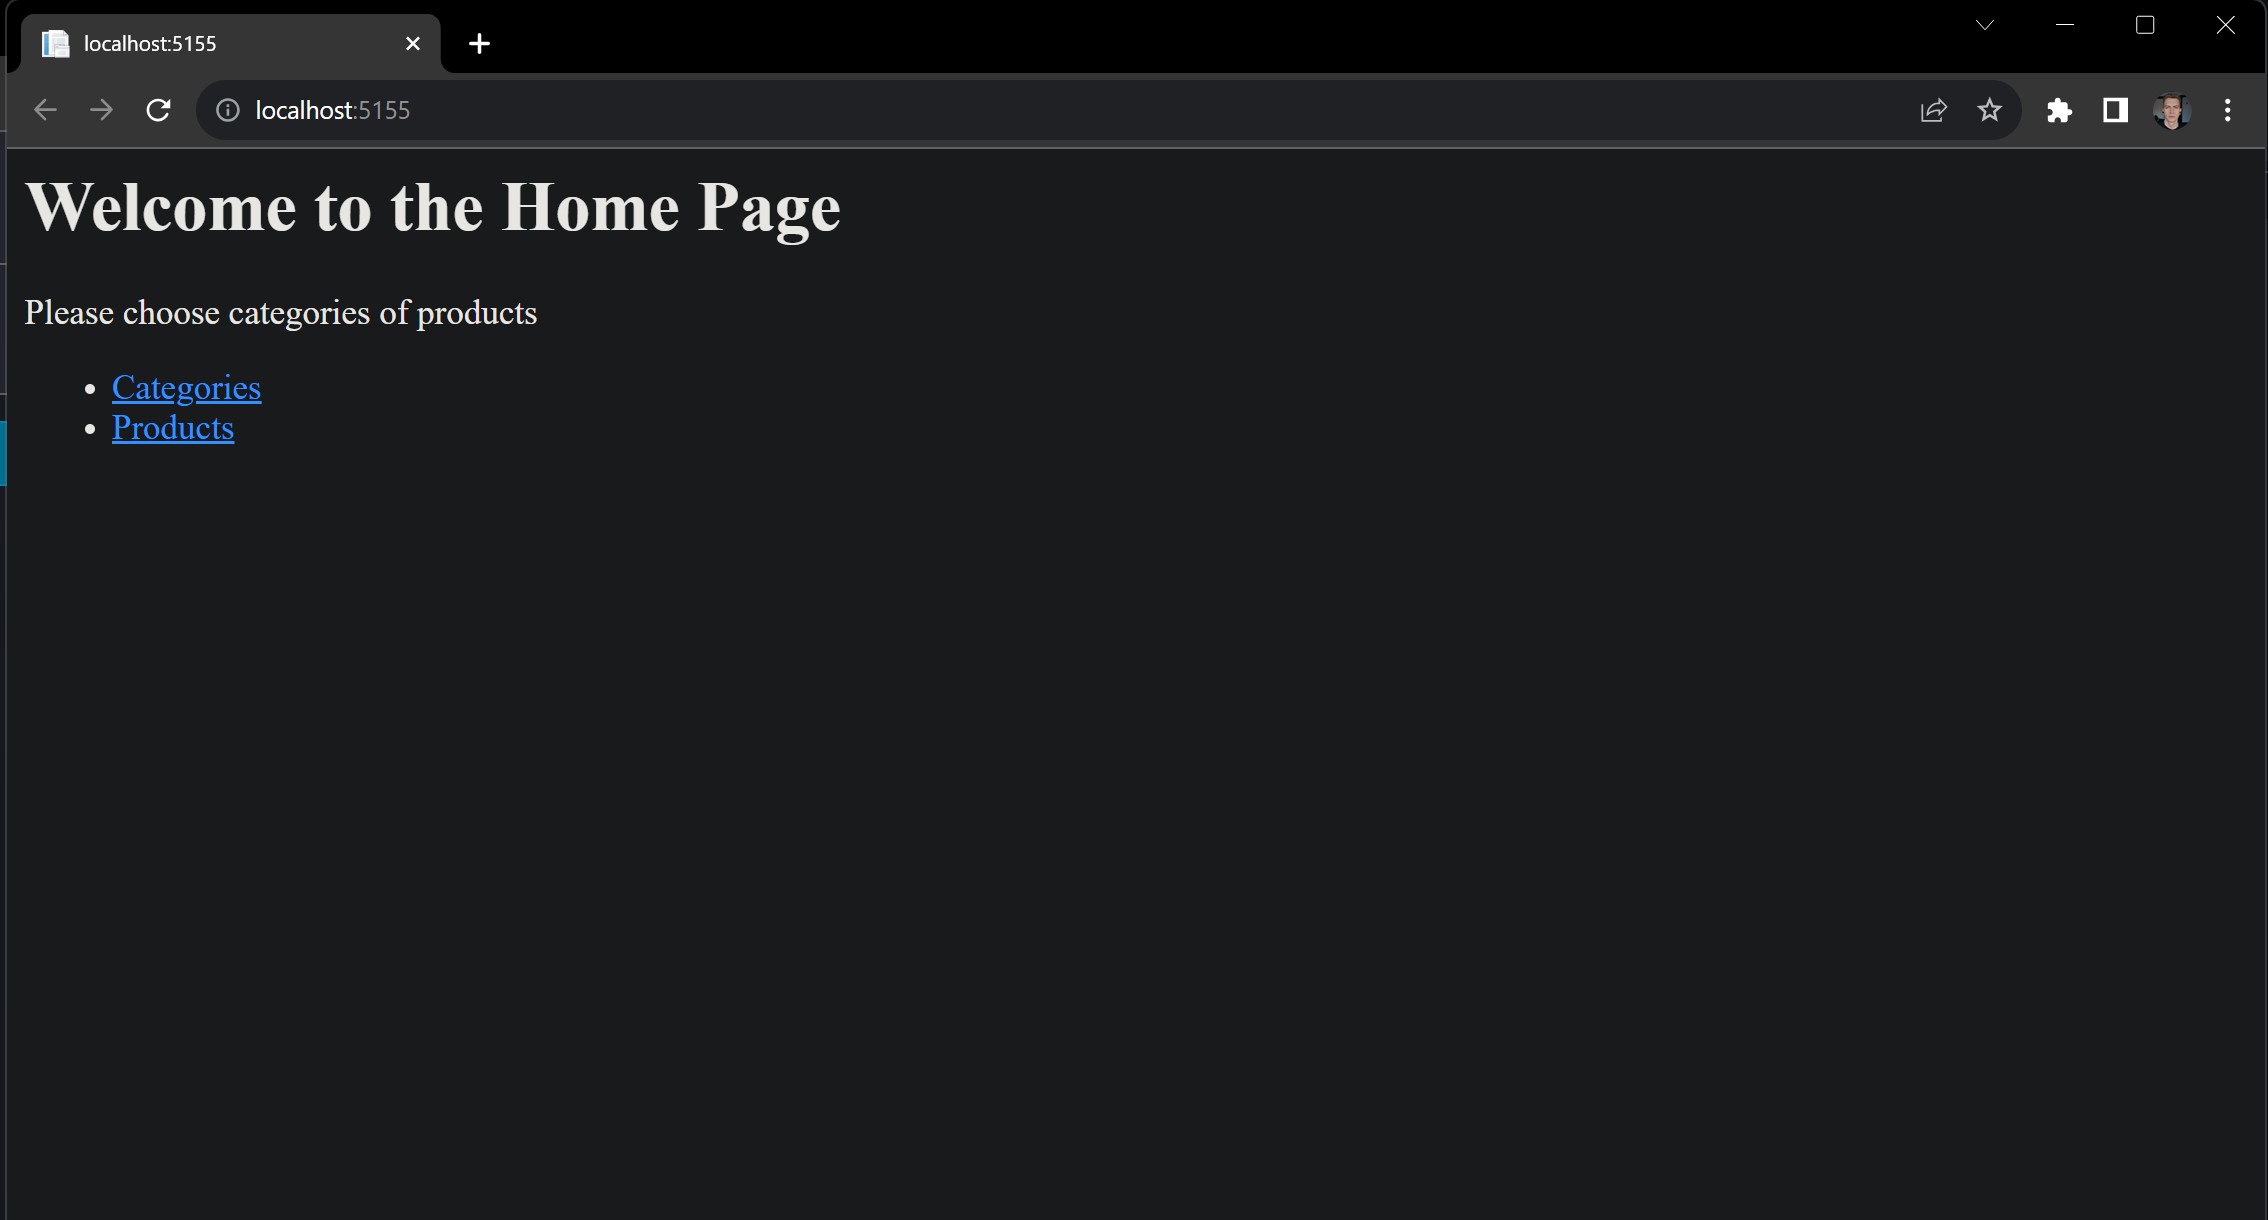 localhost:5155
localhost:5155
Welcome to the Home Page
Please choose categories of products
Categories
Products